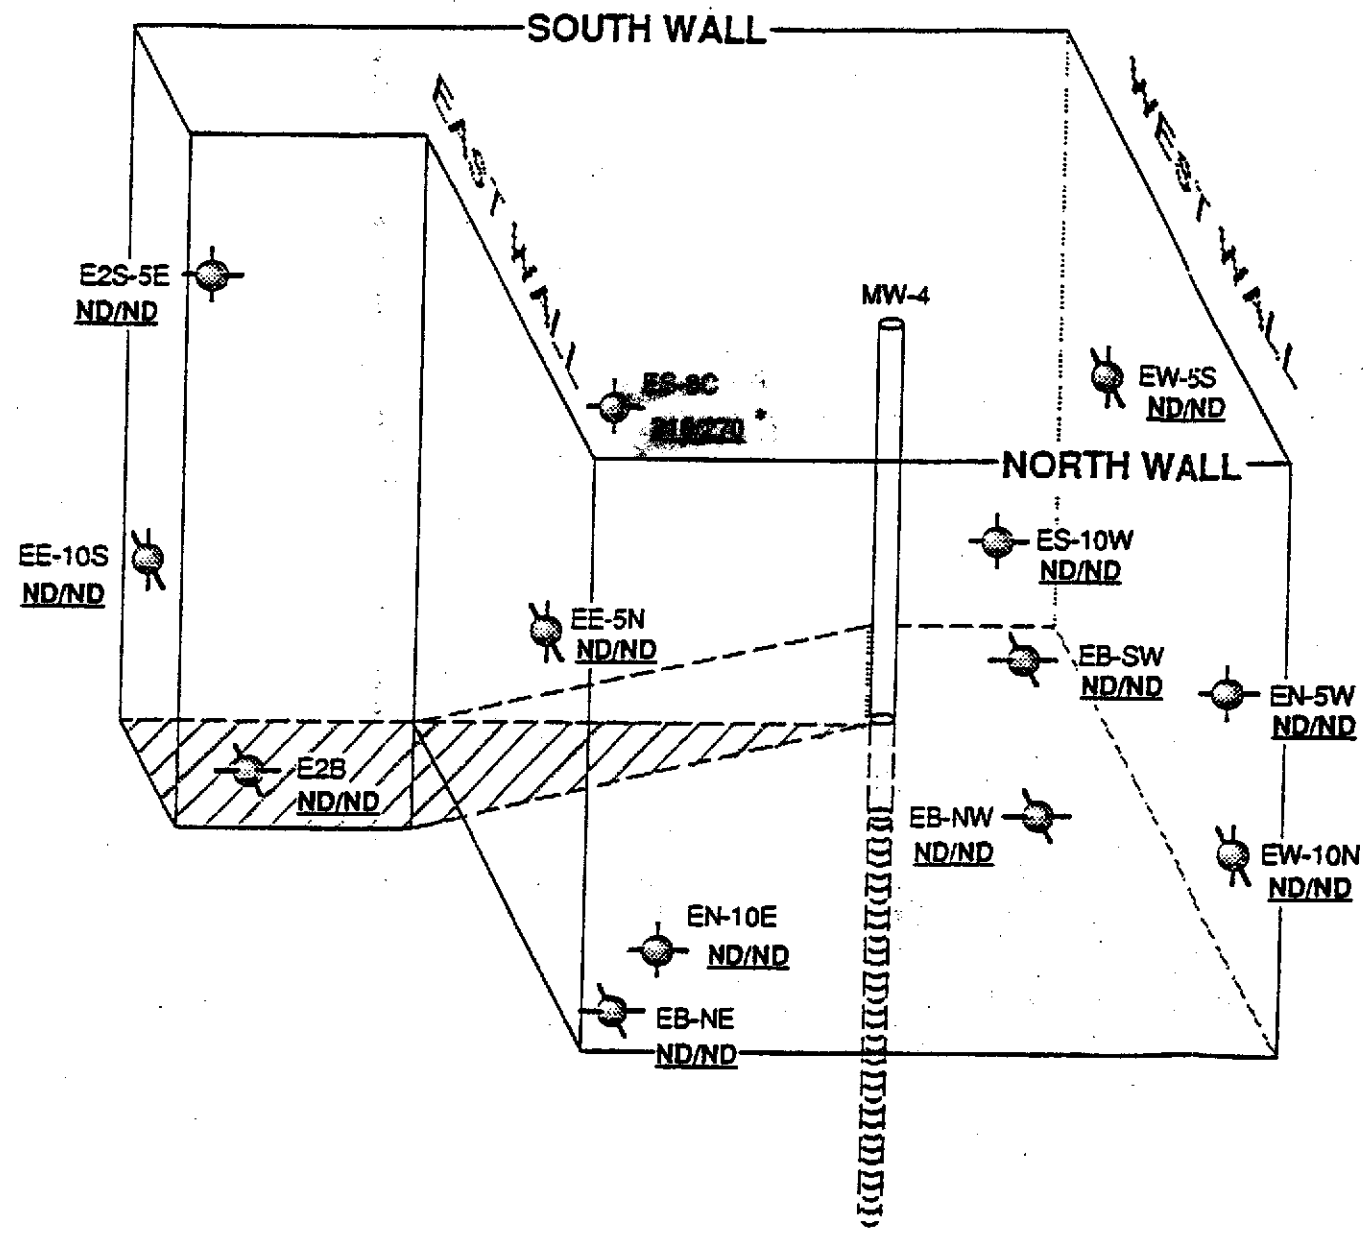 SOUTH WALL
EAST WALL
WEST WALL
E2S-5E
ND/ND
MW-4
EW-5S
ND/ND
*
NORTH WALL
EE-10S
ND/ND
ES-10W
ND/ND
EE-5N
ND/ND
EB-SW
ND/ND
EN-5W
ND/ND
E2B
ND/ND
EB-NW
ND/ND
EW-10N
ND/ND
EN-10E
ND/ND
EB-NE
ND/ND